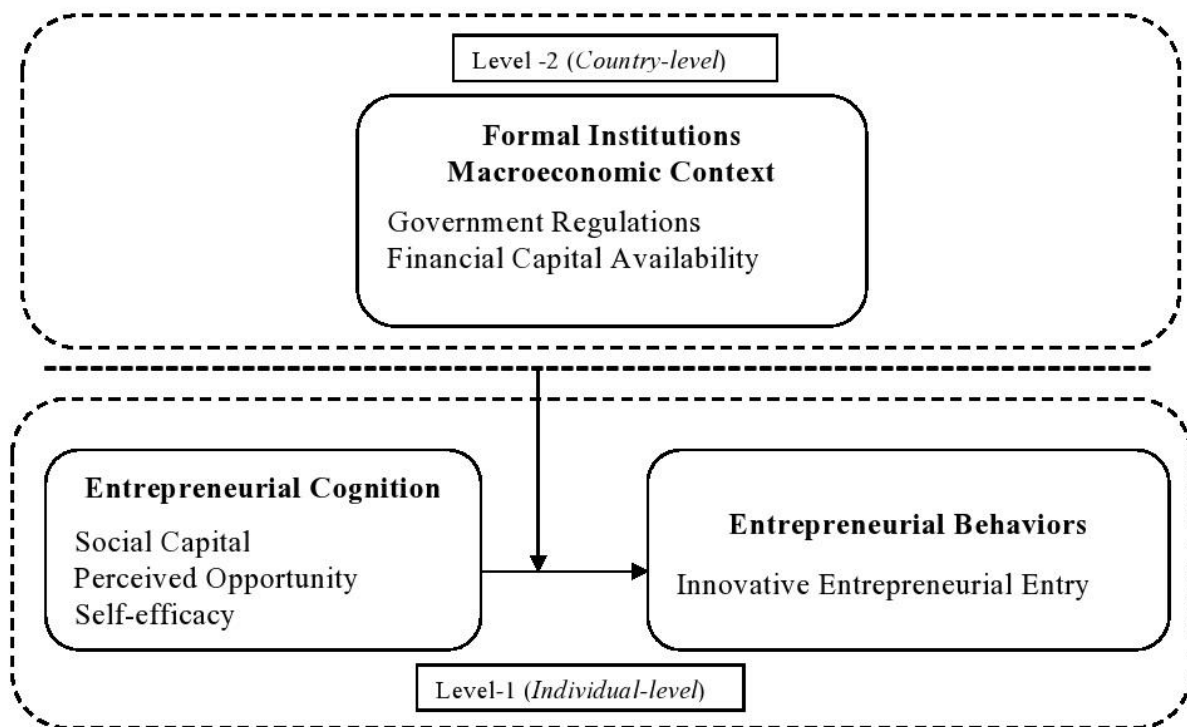 Level -2 (Country-level)
Formal Institutions
Macroeconomic Context
Government Regulations
Financial Capital Availability
Entrepreneurial Cognition
Social Capital
Perceived Opportunity
Self-efficacy
Entrepreneurial Behaviors
Innovative Entrepreneurial Entry
Level-1 (Individual-level)